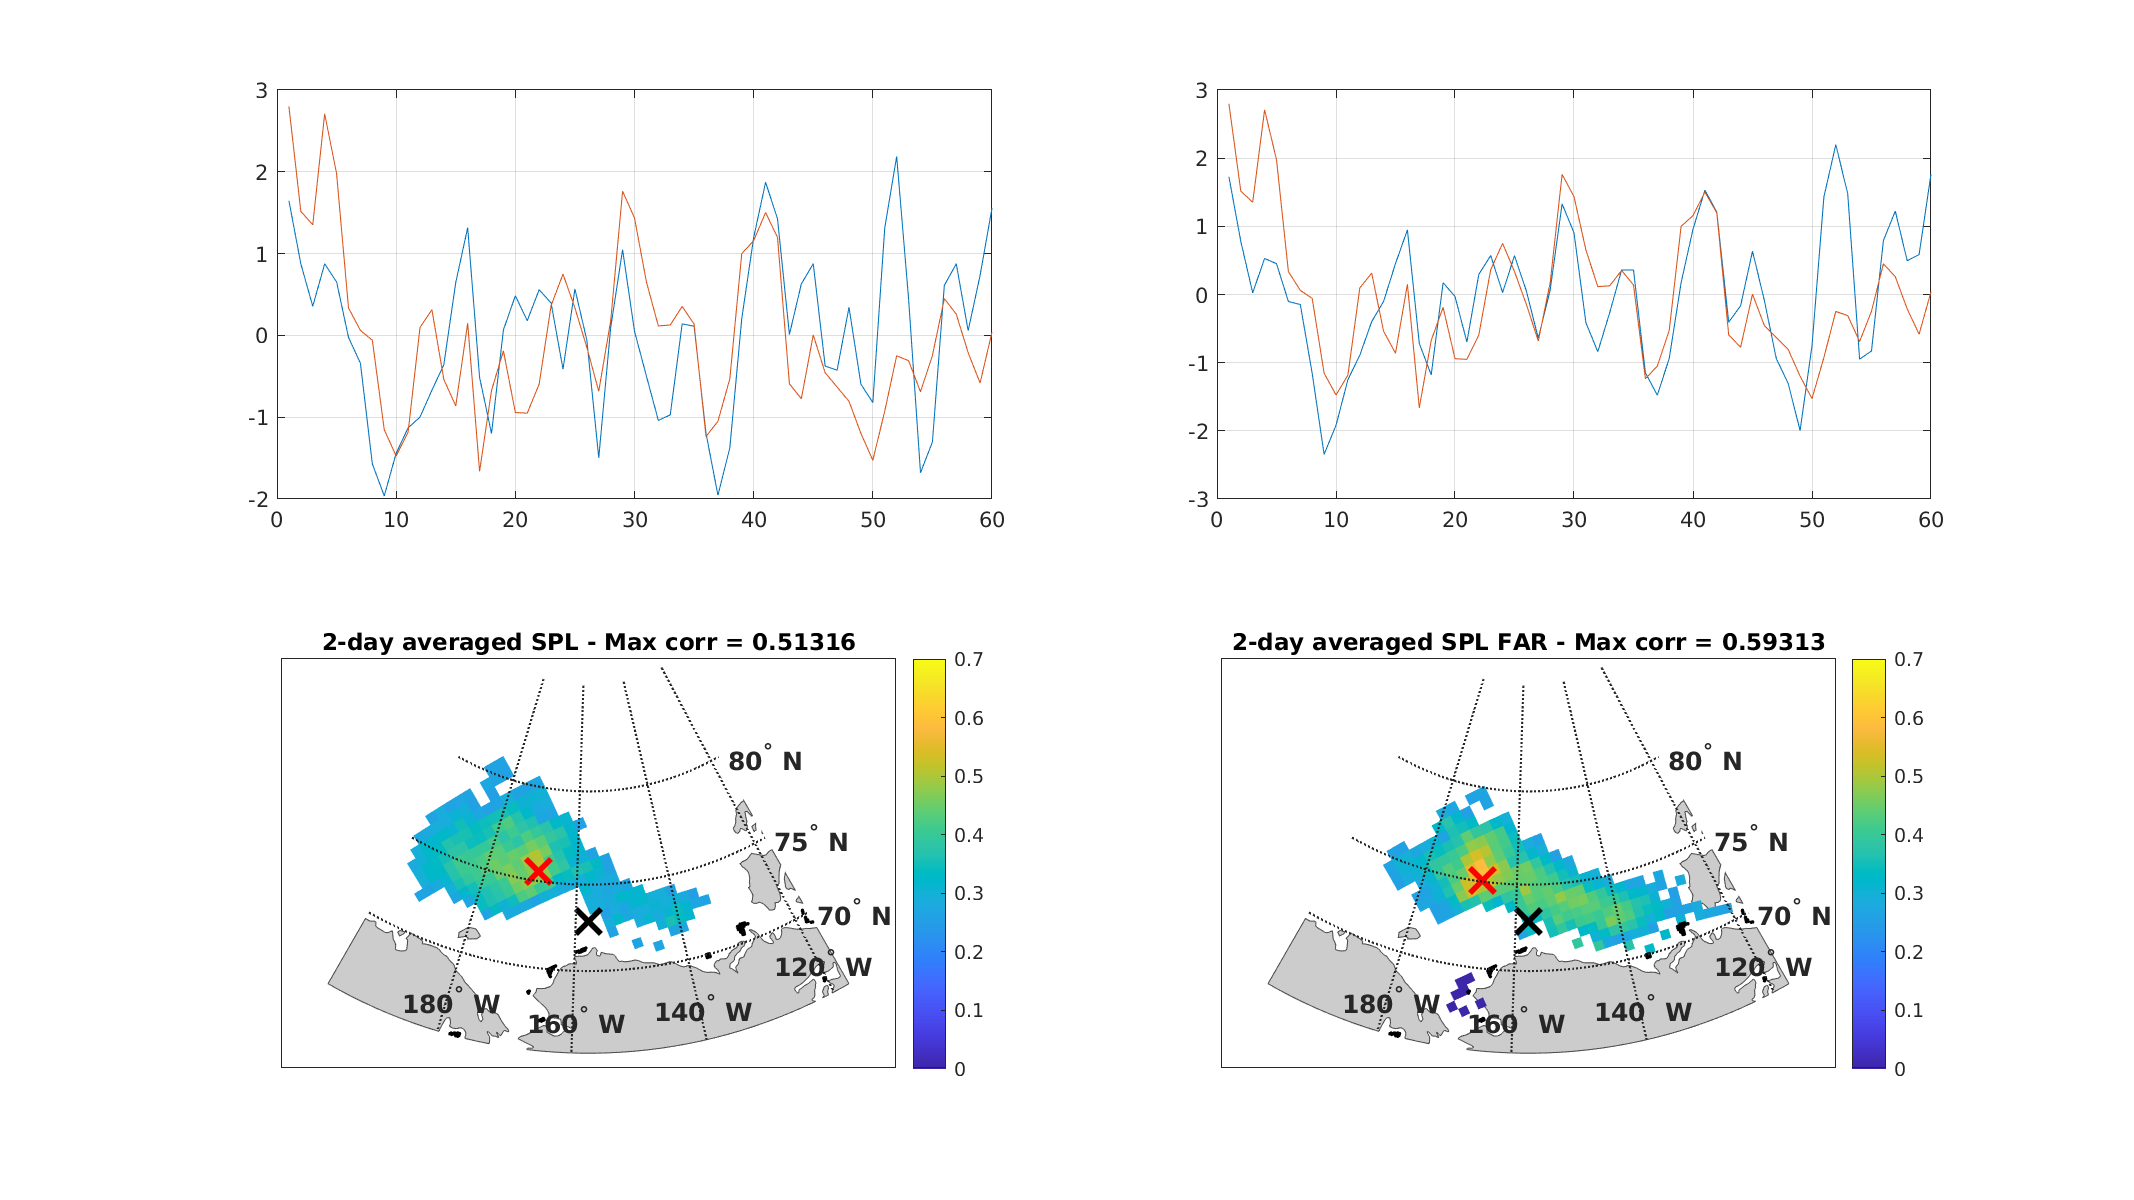 3
2
1
0
-1
-2
0 10 20 30 40 50 60
3
2
1
0
-1
-2
-3
0 10 20 30 40 50 60
2-day averaged SPL - Max corr = 0.51316
80° N
75° N
70° N
120° W
180° W
160° W
140° W
0.7
0.6
0.5
0.4
0.3
0.2
0.1
0
2-day averaged SPL FAR - Max corr = 0.59313
80° N
75° N
70° N
120° W
180° W
160° W
140° W
0.7
0.6
0.5
0.4
0.3
0.2
0.1
0